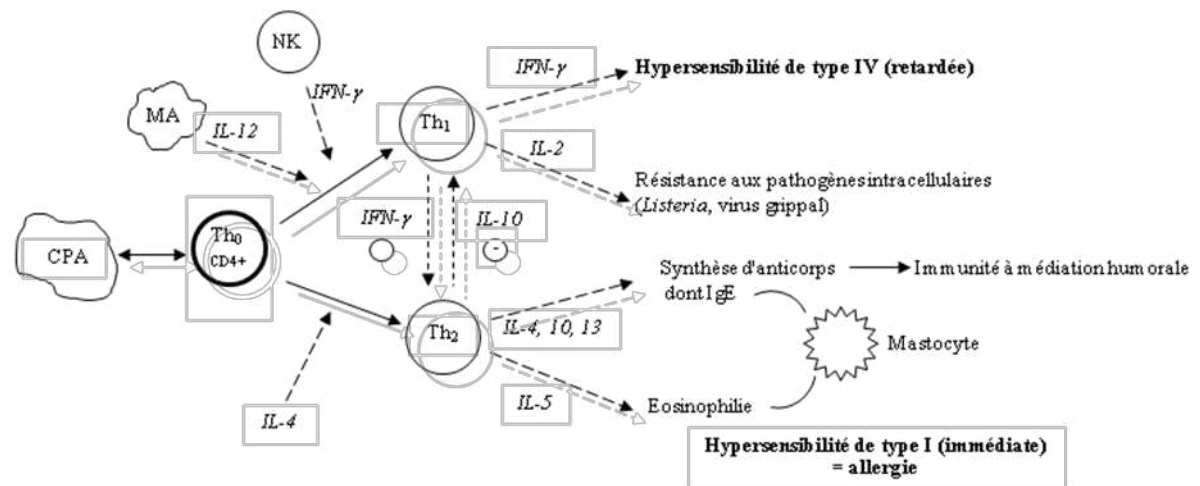 NK
IFN-γ
Hypersensibilité de type IV (retardée)
IFN-γ
MA
IL-12
Th1
IL-2
Résistance aux pathogènes intracellulaires
(Listeria, virus grippal)
IFN-γ
IL-10
Th0
CD4+
CPA
-
Synthèse d'anticorps
dont IgE
Immunité à médiation humorale
Th2
IL-4, 10, 13
Mastocyte
IL-5
Eosinophilie
IL-4
Hypersensibilité de type I (immédiate)
= allergie